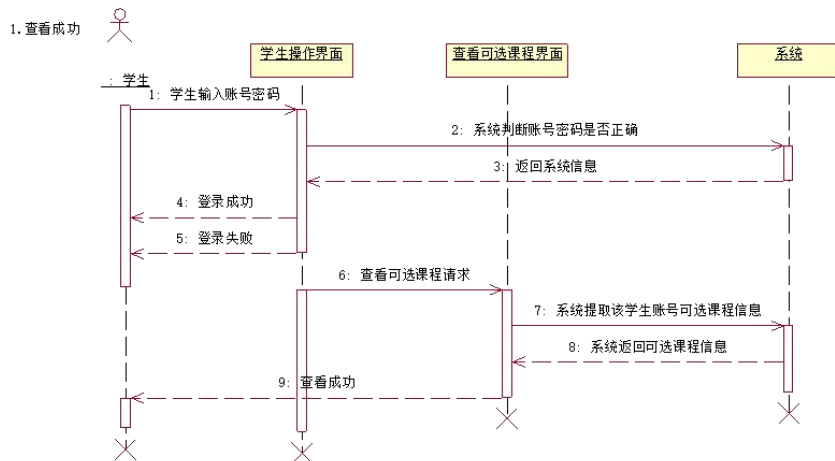 1.查看成功
学生操作界面
查看可选课程界面
系统
: 学生
1: 学生输入账号密码
2: 系统判断账号密码是否正确
3: 返回系统信息
4: 登录成功
5: 登录失败
6: 查看可选课程请求
7: 系统提取该学生账号可选课程信息
8: 系统返回可选课程信息
9: 查看成功